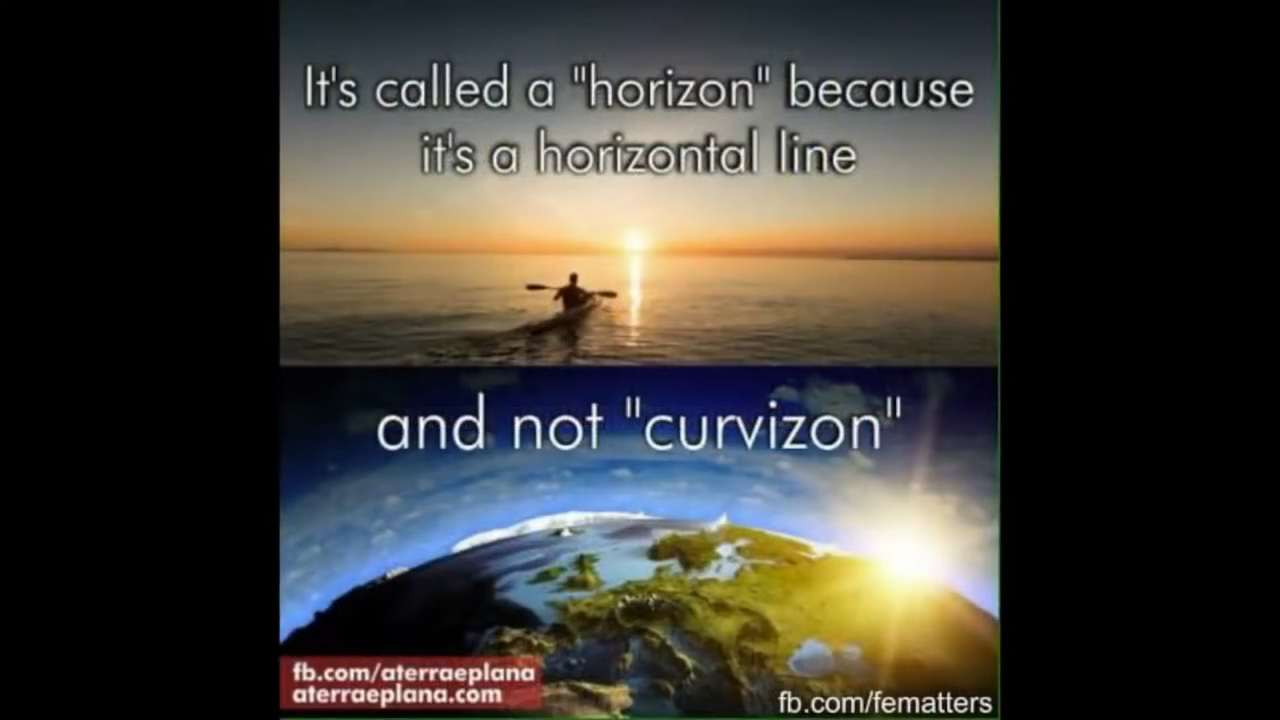 It's called a "horizon" because
it's a horizontal line
and not "curvizon"
fb.com/aterraeplana
aterraeplana.com
fb.com/fematters